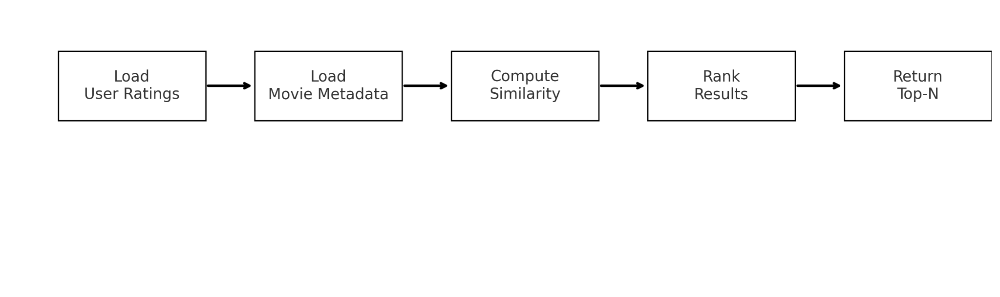 Load
User Ratings
Load
Movie Metadata
Compute
Similarity
Rank
Results
Return
Top-N